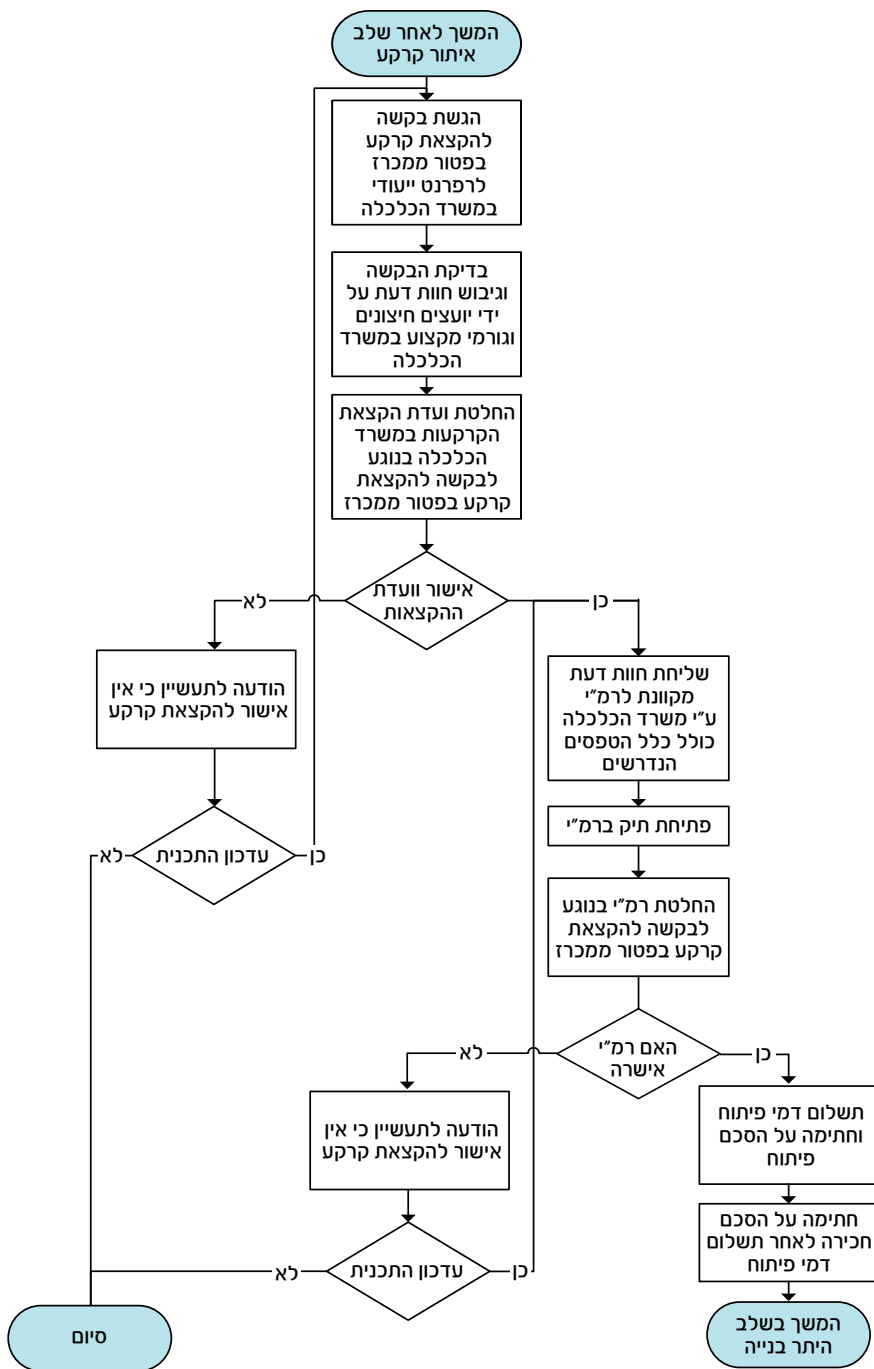 המשך לאחר שלב
איתור קרקע
הגשת בקשה
להקצאת קרקע
בפטור ממכרז
לרפרנט ייעודי
במשרד הכלכלה
בדיקת הבקשה
וגיבוש חוות דעת על
ידי יועצים חיצונים
וגורמי מקצוע במשרד
הכלכלה
החלטת ועדת הקצאת
הקרקעות במשרד
הכלכלה בנוגע
לבקשה להקצאת
קרקע בפטור ממכרז
אישור וועדת
ההקצאות
כן
לא
שליחת חוות דעת
מקוונת לרמ״י
ע״י משרד הכלכלה
כולל כלל הטפסים
הנדרשים
הודעה לתעשיין כי אין
אישור להקצאת קרקע
פתיחת תיק ברמ״י
עדכון התכנית
כן
לא
החלטת רמ״י בנוגע
לבקשה להקצאת
קרקע בפטור ממכרז
האם רמ״י
אישרה
כן
לא
תשלום דמי פיתוח
וחתימה על הסכם
פיתוח
הודעה לתעשיין כי אין
אישור להקצאת קרקע
חתימה על הסכם
חכירה לאחר תשלום
דמי פיתוח
עדכון התכנית
כן
לא
המשך בשלב
היתר בנייה
סיום